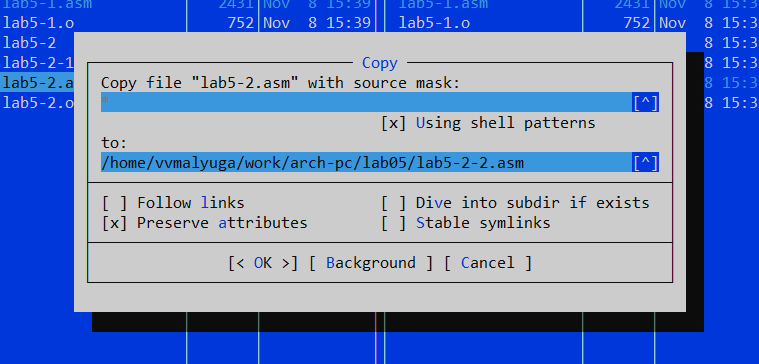 lab5-1.asm 2431 Nov 8 15:39 lab5-1.asm 2431 Nov 8 15:3
lab5-1.o 752 Nov 8 15:39 lab5-1.o 752 Nov 8 15:3
lab5-2 8 15:3
lab5-2-1 8 15:3
lab5-2.a 8 15:3
lab5-2.o 8 15:3
Copy
Copy file "lab5-2.asm" with source mask:
* [^]
[x] Using shell patterns
to:
/home/vvmalyuga/work/arch-pc/lab05/lab5-2-2.asm [^]
[ ] Follow links [ ] Dive into subdir if exists
[x] Preserve attributes [ ] Stable symlinks
[< OK >] [ Background ] [ Cancel ]